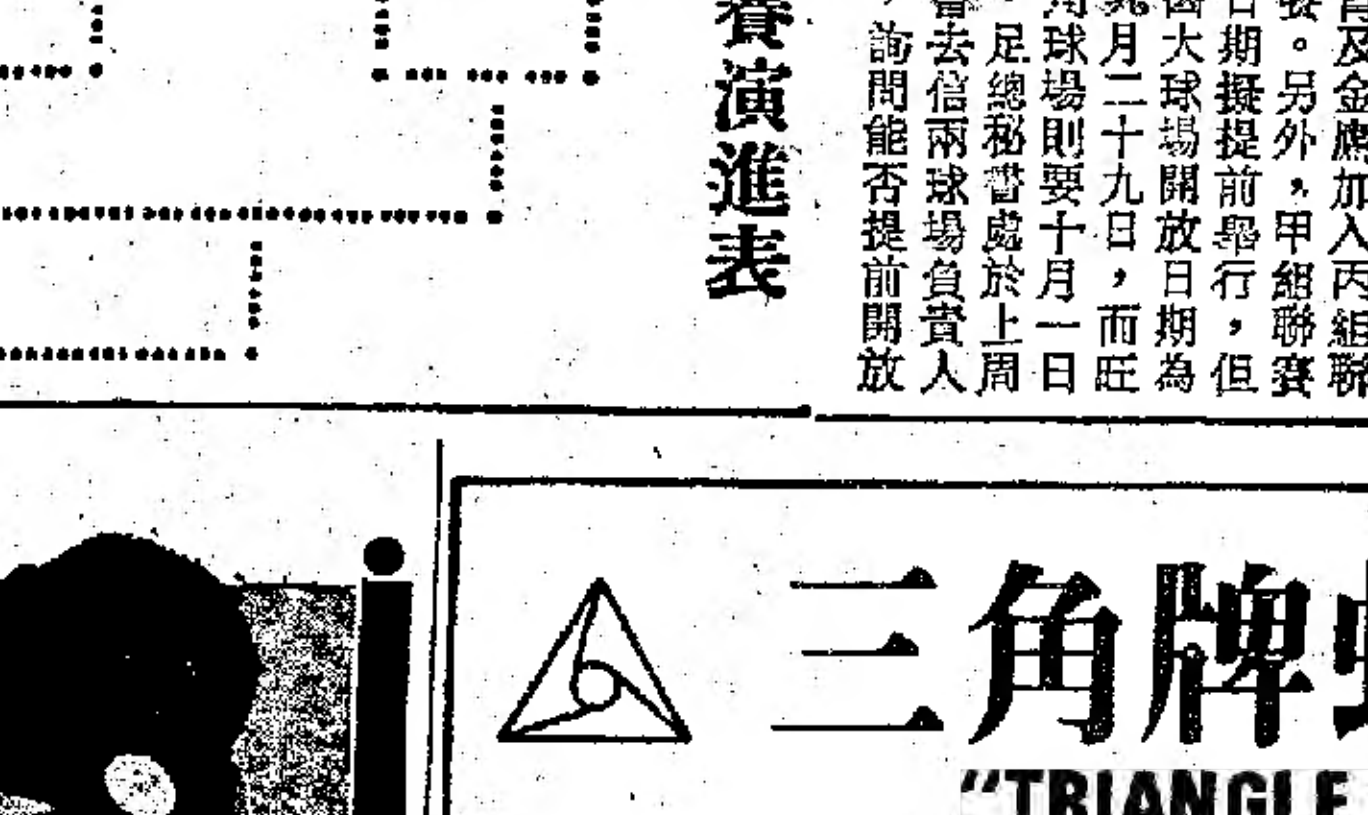 及金應加入丙組聯
。另外，甲組聯賽
日期擬提前舉行，但
大球場開放日期為
月二十九日，而旺
角球場則要十月一日
足總秘書處於上周
去信兩球場負責人
，詢問能否提前開放
賽演進表
三角牌
"TRIANGLE